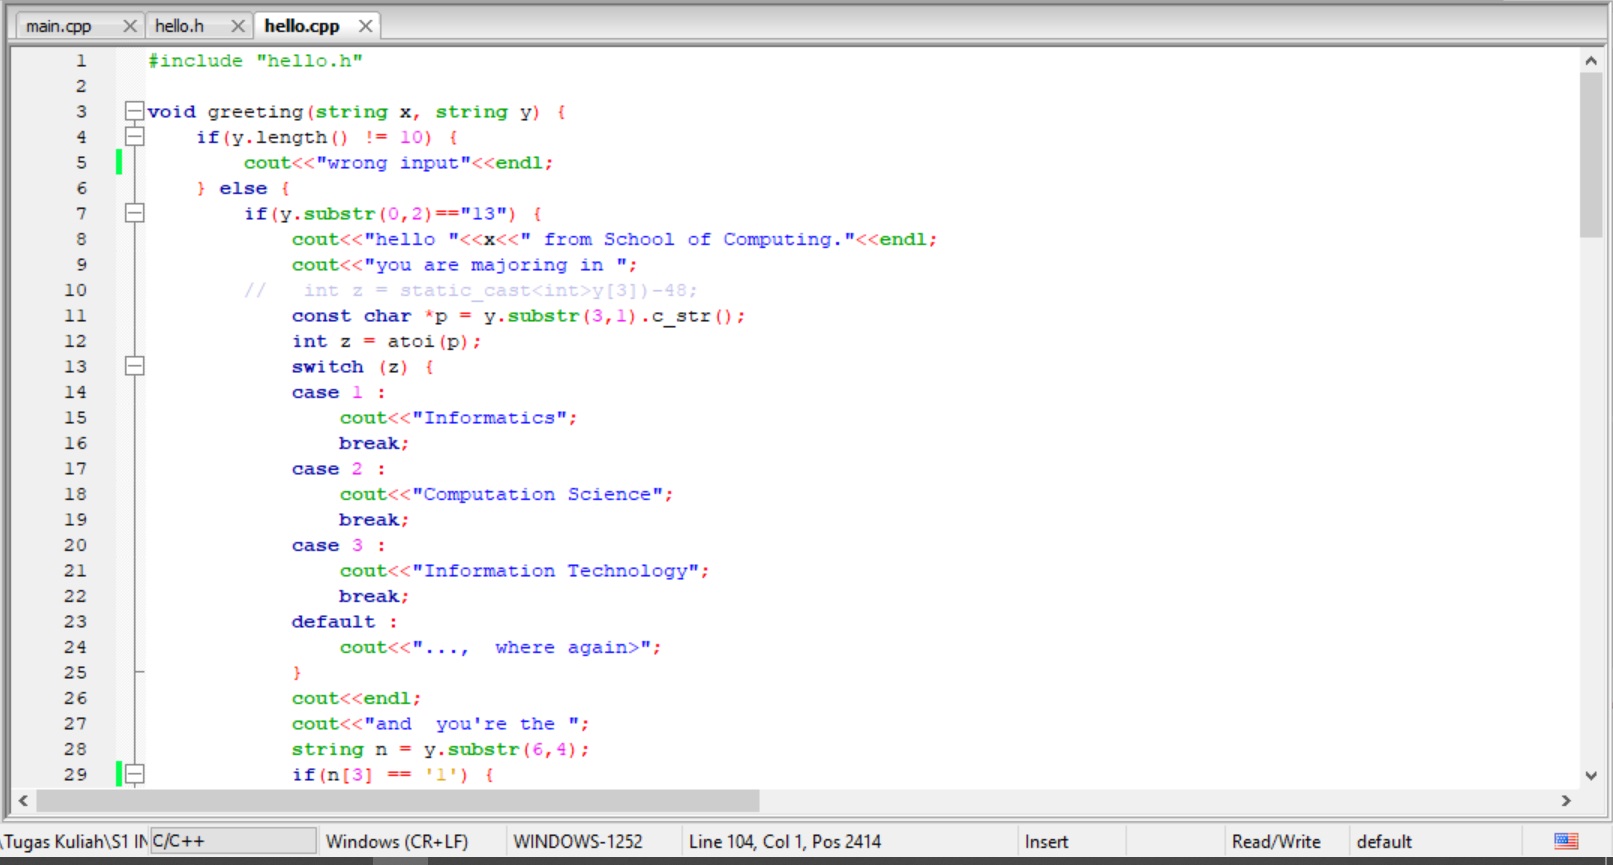 main.cpp hello.h hello.cpp
1 #include "hello.h"
2
3 void greeting(string x, string y) {
4 if(y.length() != 10) {
5 cout<<"wrong input"<<endl;
6 } else {
7 if(y.substr(0,2)=="13") {
8 cout<<"hello "<<x<<" from School of Computing."<<endl;
9 cout<<"you are majoring in ";
10 // int z = static_cast<int>y[3])-48;
11 const char *p = y.substr(3,1).c_str();
12 int z = atoi(p);
13 switch (z) {
14 case 1 :
15 cout<<"Informatics";
16 break;
17 case 2 :
18 cout<<"Computation Science";
19 break;
20 case 3 :
21 cout<<"Information Technology";
22 break;
23 default :
24 cout<<"...,  where again>";
25 }
26 cout<<endl;
27 cout<<"and  you're the ";
28 string n = y.substr(6,4);
29 if(n[3] == '1') {
\Tugas Kuliah\S1 IN C/C++ Windows (CR+LF) WINDOWS-1252 Line 104, Col 1, Pos 2414 Insert Read/Write default